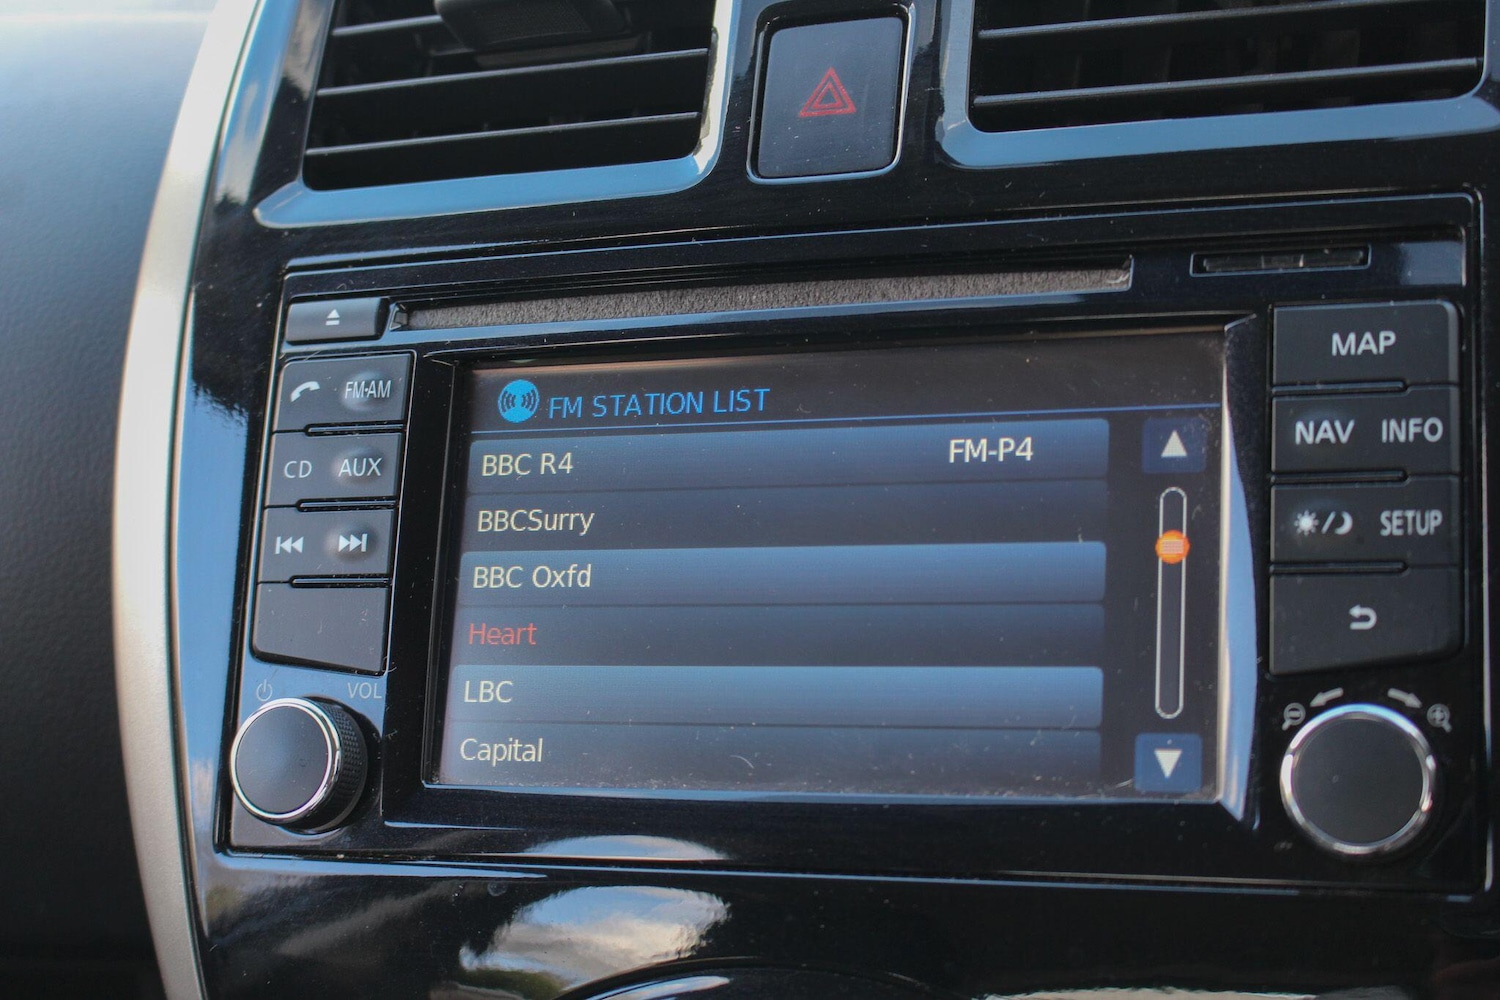 FM·AM
CD AUX
VOL
FM STATION LIST
BBC R4 FM-P4
BBCSurry
BBC Oxfd
Heart
LBC
Capital
MAP
NAV INFO
SETUP